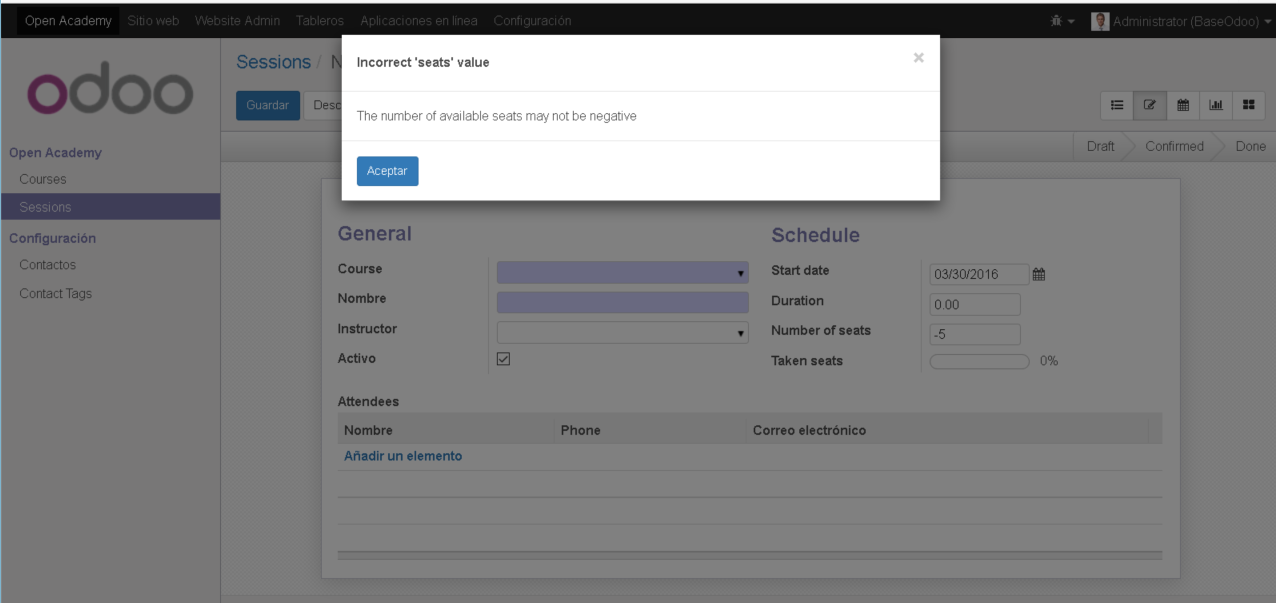 Open Academy Sitio web Website Admin Tableros Aplicaciones en línea Configuración Administrator (BaseOdoo)
odoo
Open Academy
Courses
Sessions
Configuración
Contactos
Contact Tags
Sessions / N
Guardar Desc
Incorrect 'seats' value ×
The number of available seats may not be negative
Aceptar
Draft Confirmed Done
General
Course
Nombre
Instructor
Activo
Schedule
Start date 03/30/2016
Duration 0.00
Number of seats -5
Taken seats 0%
Attendees
Nombre Phone Correo electrónico
Añadir un elemento